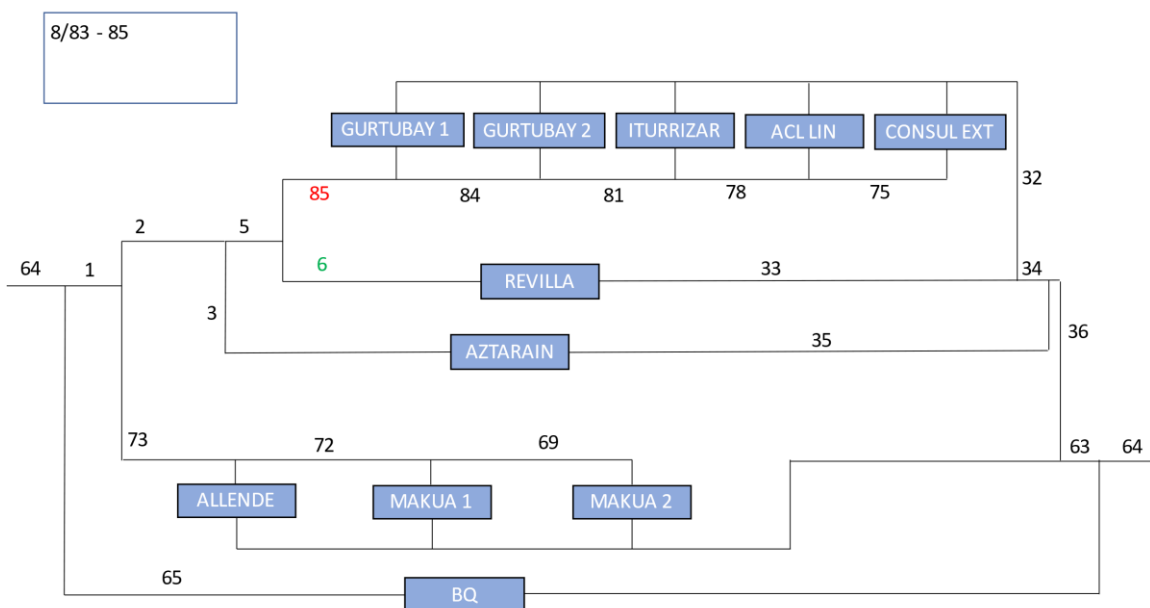 8/83 - 85
GURTUBAY 1 GURTUBAY 2 ITURRIZAR ACL LIN CONSUL EXT
85 84 81 78 75 32
2 5
64 1 6 REVILLA 33 34
3 AZTARAIN 35 36
73 72 69 63 64
ALLENDE MAKUA 1 MAKUA 2
65 BQ